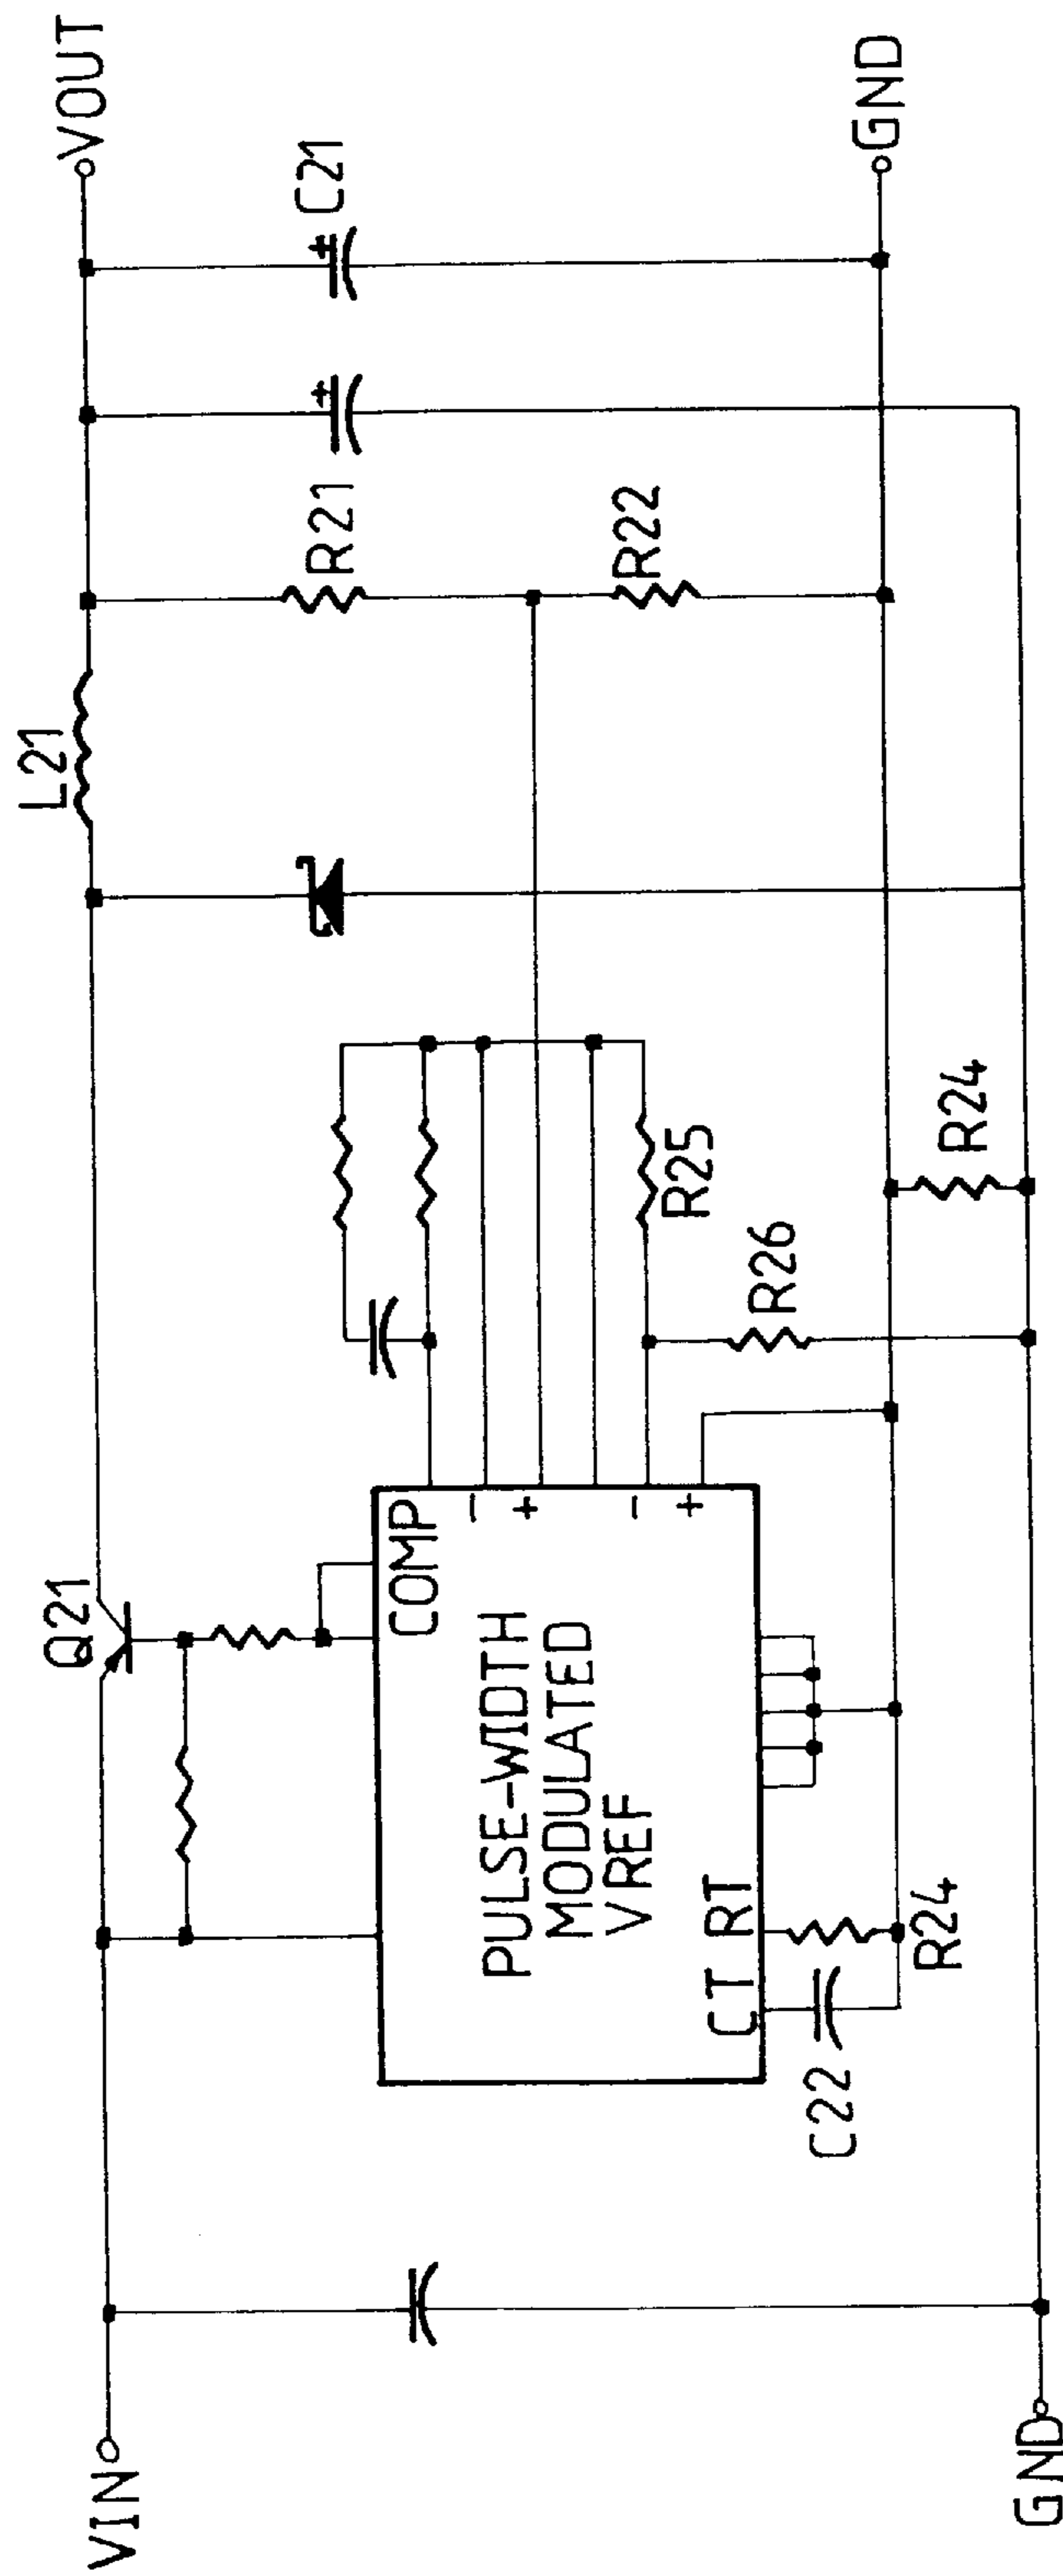 VIN
Q21
L21
VOUT
COMP
-
+
-
+
PULSE-WIDTH
MODULATED
VREF
CT RT
C22
R24
R25
R26
R24
R21
R22
+
+
C21
GND
GND